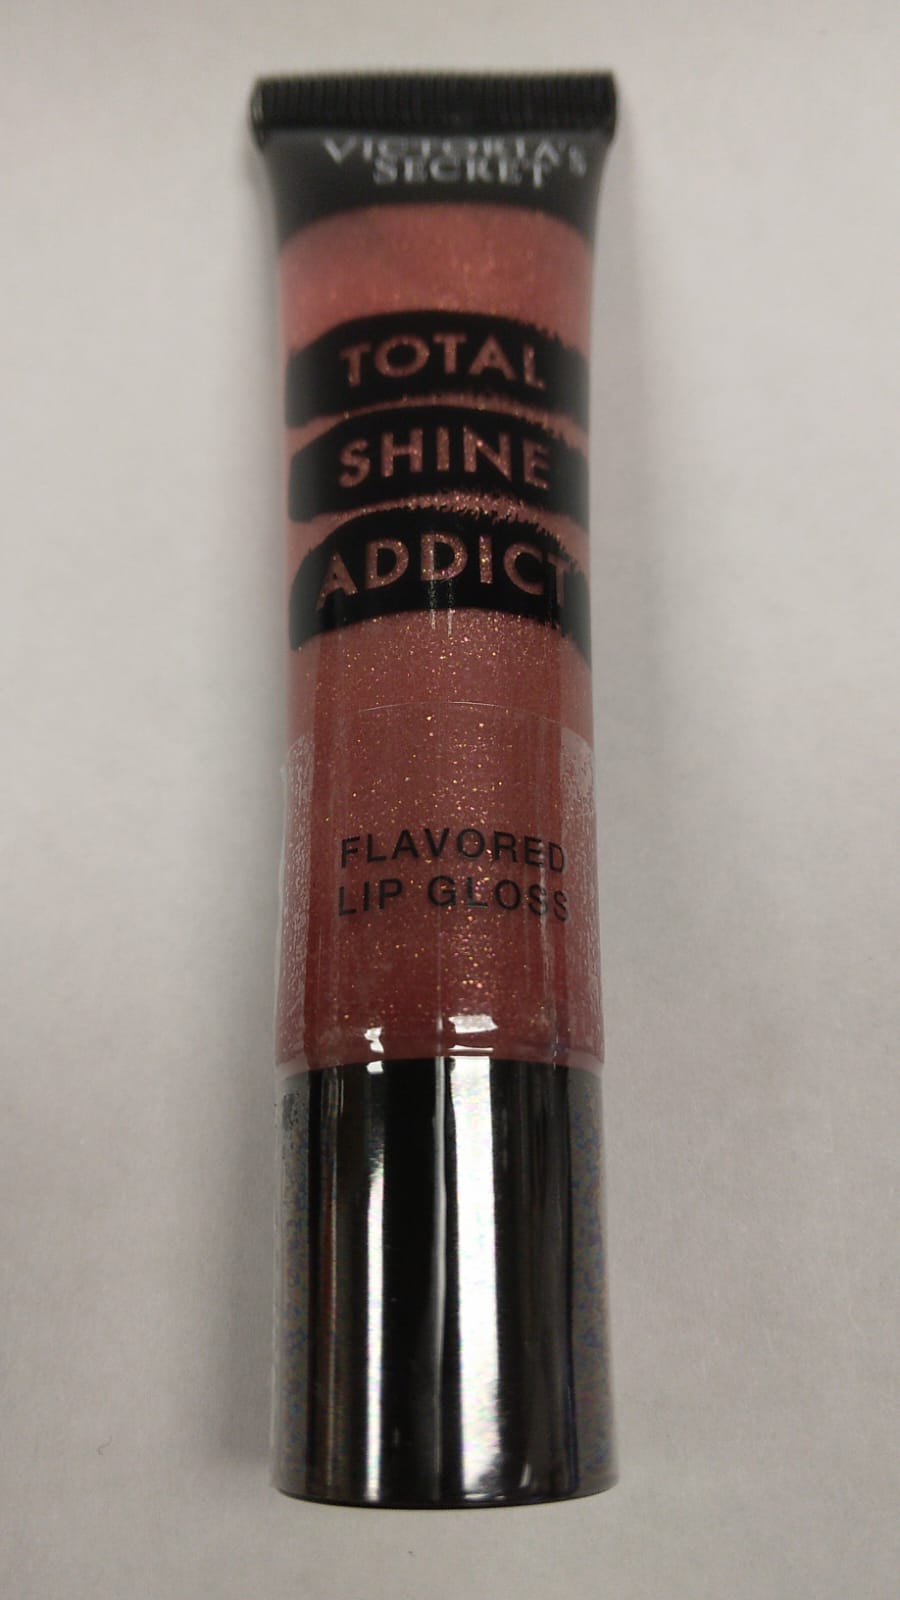 VICTORIA'S
SECRET
TOTAL
SHINE
ADDICT
FLAVORED
LIP GLOSS